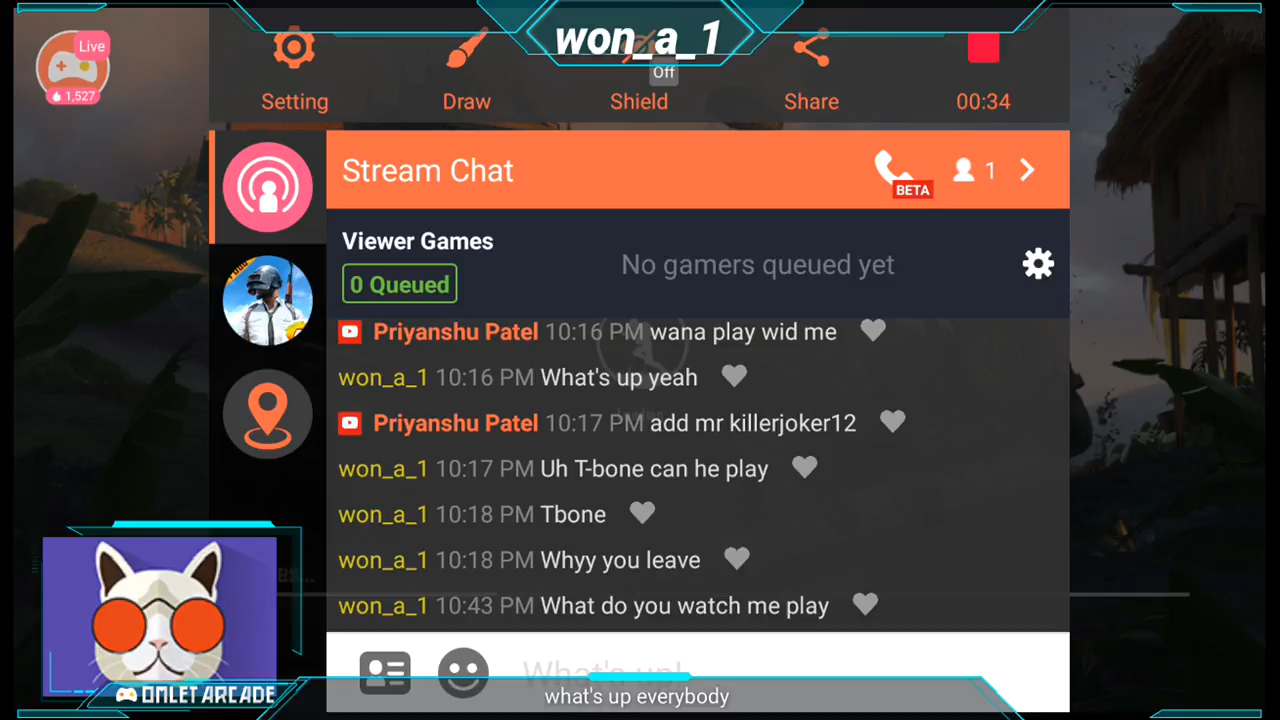 won_a_1
Live
1,527
Off
Setting
Draw
Shield
Share
00:34
Stream Chat
BETA
1
Viewer Games
0 Queued
No gamers queued yet
Priyanshu Patel 10:16 PM wana play wid me
won_a_1 10:16 PM What's up yeah
Priyanshu Patel 10:17 PM add mr killerjoker12
won_a_1 10:17 PM Uh T-bone can he play
won_a_1 10:18 PM Tbone
won_a_1 10:18 PM Whyy you leave
won_a_1 10:43 PM What do you watch me play
What's up!
what's up everybody
OMLET ARCADE